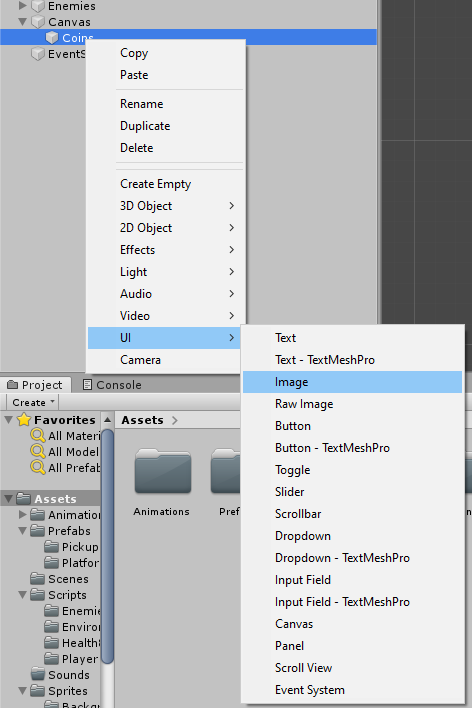 Enemies
Canvas
Coins
EventS
Copy
Paste
Rename
Duplicate
Delete
Create Empty
3D Object
2D Object
Effects
Light
Audio
Video
UI
Camera
Text
Text - TextMeshPro
Image
Raw Image
Button
Button - TextMeshPro
Toggle
Slider
Scrollbar
Dropdown
Dropdown - TextMeshPro
Input Field
Input Field - TextMeshPro
Canvas
Panel
Scroll View
Event System
Project
Console
Create
Favorites
All Mater
All Model
All Prefab
Assets
Animation
Prefabs
Pickup
Platfor
Scenes
Scripts
Enemie
Enviro
Health
Player
Sounds
Sprites
Backg
Assets
Animations
Pref